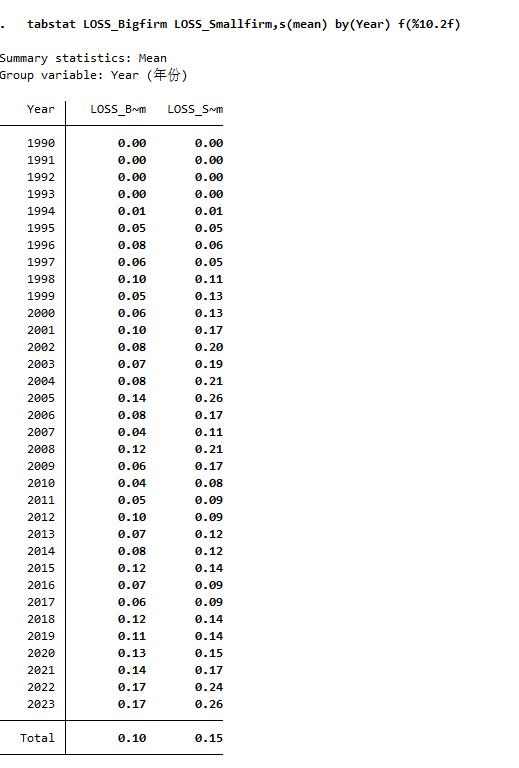 . tabstat LOSS_Bigfirm LOSS_Smallfirm,s(mean) by(Year) f(%10.2f)
Summary statistics: Mean
Group variable: Year (年份)
Year LOSS_B~m LOSS_S~m
1990 0.00 0.00
1991 0.00 0.00
1992 0.00 0.00
1993 0.00 0.00
1994 0.01 0.01
1995 0.05 0.05
1996 0.08 0.06
1997 0.06 0.05
1998 0.10 0.11
1999 0.05 0.13
2000 0.06 0.13
2001 0.10 0.17
2002 0.08 0.20
2003 0.07 0.19
2004 0.08 0.21
2005 0.14 0.26
2006 0.08 0.17
2007 0.04 0.11
2008 0.12 0.21
2009 0.06 0.17
2010 0.04 0.08
2011 0.05 0.09
2012 0.10 0.09
2013 0.07 0.12
2014 0.08 0.12
2015 0.12 0.14
2016 0.07 0.09
2017 0.06 0.09
2018 0.12 0.14
2019 0.11 0.14
2020 0.13 0.15
2021 0.14 0.17
2022 0.17 0.24
2023 0.17 0.26
Total 0.10 0.15